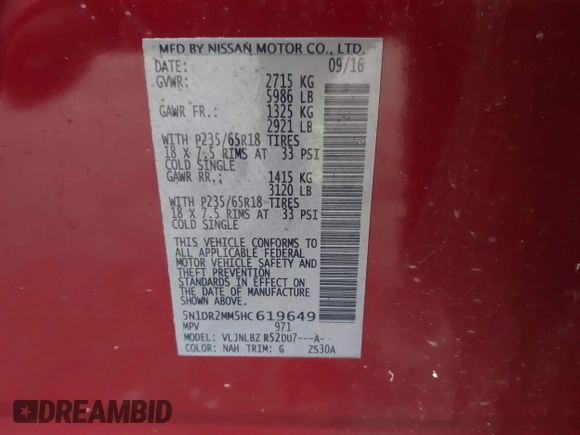 MFD BY NISSAN MOTOR CO., LTD.
DATE: 09/16
GVWR: 2715 KG
5986 LB
GAWR FR.: 1325 KG
2921 LB
WITH P235/65R18 TIRES
18 X 7.5 RIMS AT 33 PSI
COLD SINGLE
GAWR RR.: 1415 KG
3120 LB
WITH P235/65R18 TIRES
18 X 7.5 RIMS AT 33 PSI
COLD SINGLE
THIS VEHICLE CONFORMS TO
ALL APPLICABLE FEDERAL
MOTOR VEHICLE SAFETY AND
THEFT PREVENTION
STANDARDS IN EFFECT ON
THE DATE OF MANUFACTURE
SHOWN ABOVE.
5N1DR2MM5HC619649
MPV 971
MODEL: VLJNLBZ R52DU7---A-
COLOR: NAH TRIM: G ZS30A
DREAMBID